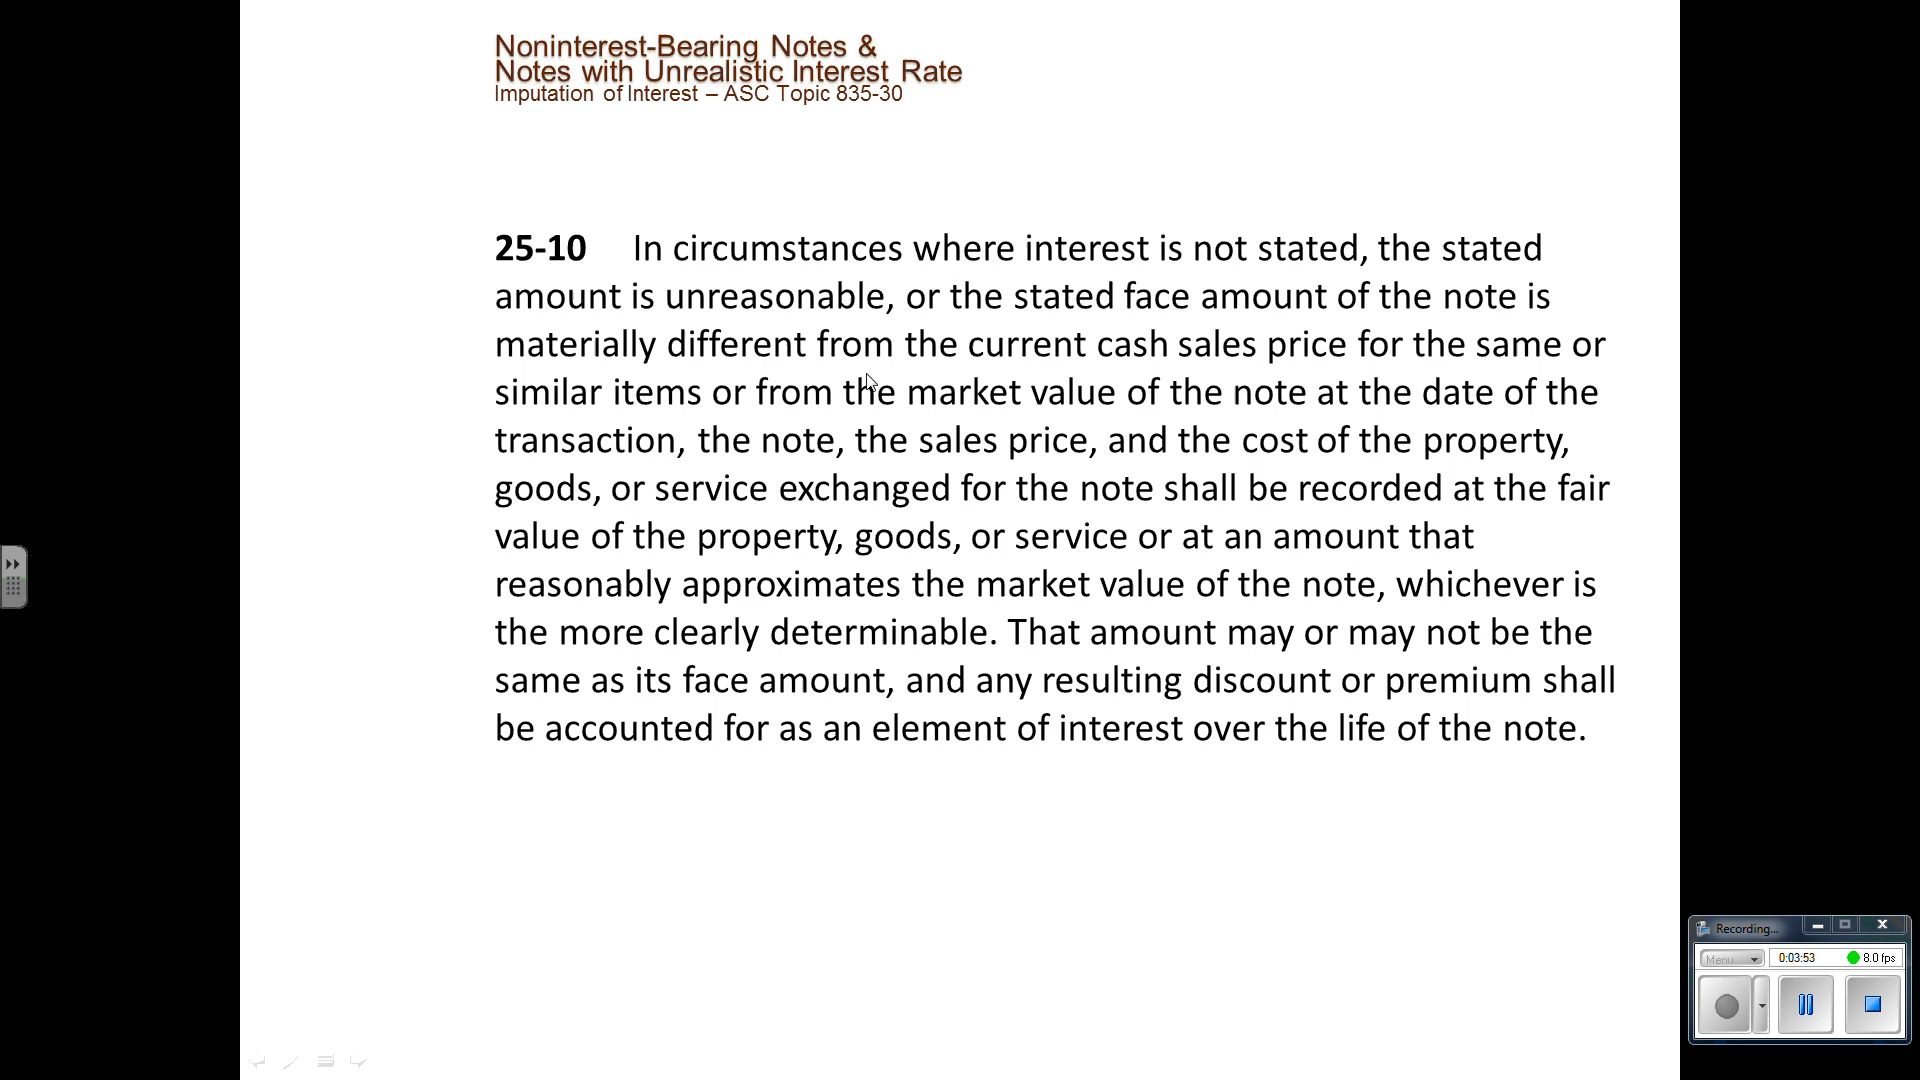 Noninterest-Bearing Notes &
Notes with Unrealistic Interest Rate
Imputation of Interest – ASC Topic 835-30
25-10 In circumstances where interest is not stated, the stated
amount is unreasonable, or the stated face amount of the note is
materially different from the current cash sales price for the same or
similar items or from the market value of the note at the date of the
transaction, the note, the sales price, and the cost of the property,
goods, or service exchanged for the note shall be recorded at the fair
value of the property, goods, or service or at an amount that
reasonably approximates the market value of the note, whichever is
the more clearly determinable. That amount may or may not be the
same as its face amount, and any resulting discount or premium shall
be accounted for as an element of interest over the life of the note.
Recording...
Menu 0:03:53 8.0 fps